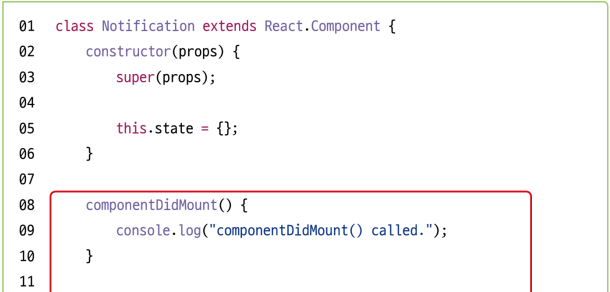 01 class Notification extends React.Component {
02     constructor(props) {
03         super(props);
04
05         this.state = {};
06     }
07
08     componentDidMount() {
09         console.log("componentDidMount() called.");
10     }
11